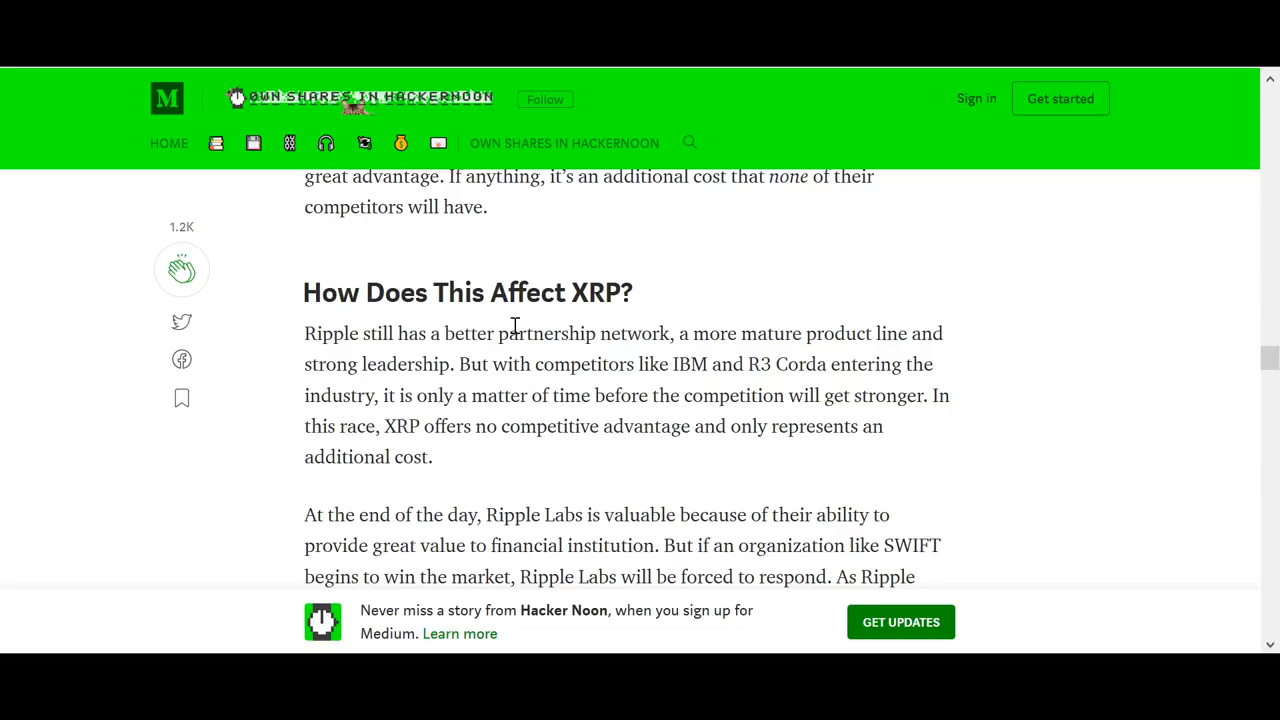 OWN SHARES IN HACKERNOON
Follow
Sign in
Get started
HOME
OWN SHARES IN HACKERNOON
great advantage. If anything, it’s an additional cost that none of their
competitors will have.
1.2K
How Does This Affect XRP?
Ripple still has a better partnership network, a more mature product line and
strong leadership. But with competitors like IBM and R3 Corda entering the
industry, it is only a matter of time before the competition will get stronger. In
this race, XRP offers no competitive advantage and only represents an
additional cost.
At the end of the day, Ripple Labs is valuable because of their ability to
provide great value to financial institution. But if an organization like SWIFT
begins to win the market, Ripple Labs will be forced to respond. As Ripple
Never miss a story from Hacker Noon, when you sign up for
Medium. Learn more
GET UPDATES